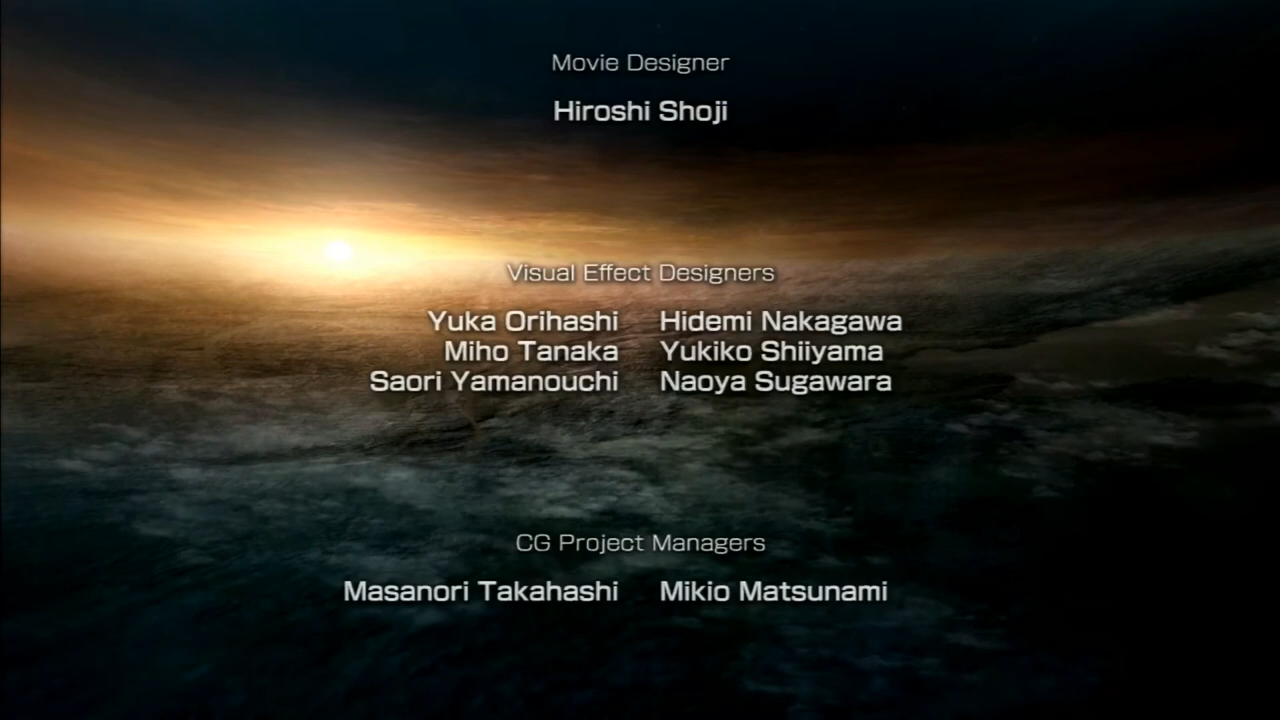 Movie Designer
Hiroshi Shoji
Visual Effect Designers
Yuka Orihashi Hidemi Nakagawa
Miho Tanaka Yukiko Shiiyama
Saori Yamanouchi Naoya Sugawara
CG Project Managers
Masanori Takahashi Mikio Matsunami